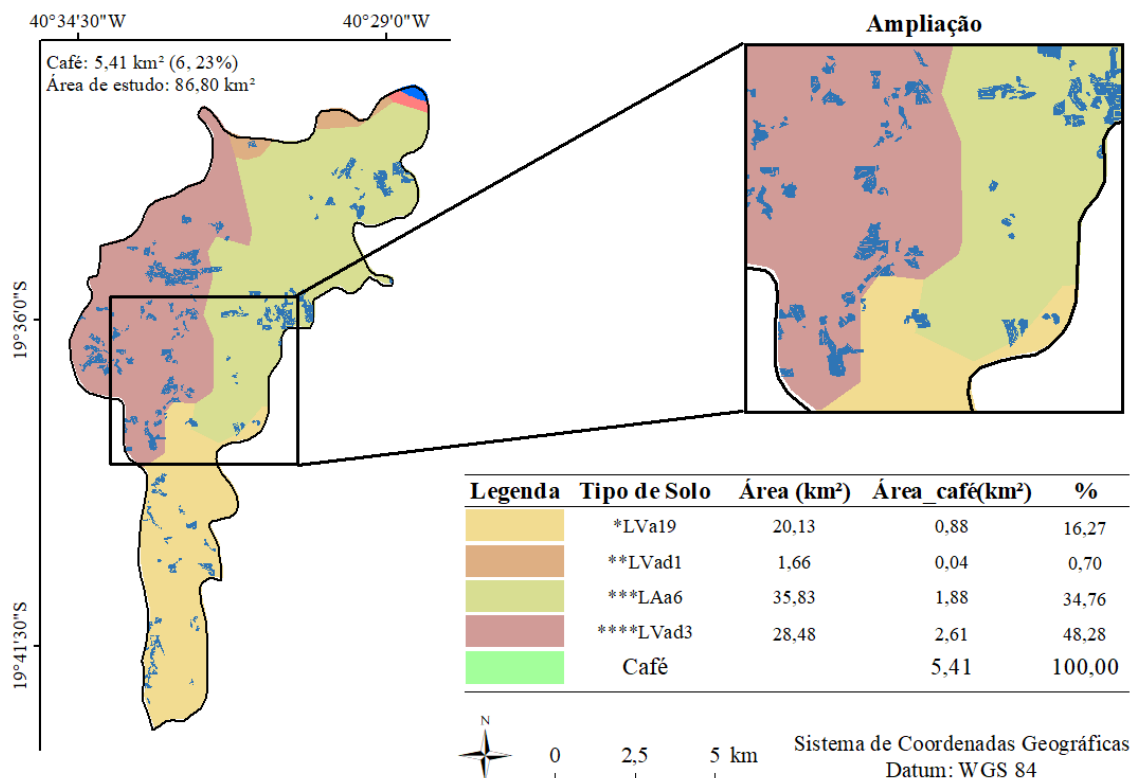 40°34'30"W 40°29'0"W
Ampliação
Café: 5,41 km² (6, 23%)
Área de estudo: 86,80 km²
19°36'0"S
19°41'30"S
Legenda Tipo de Solo Área (km²) Área_café(km²) %
*LVa19 20,13 0,88 16,27
**LVad1 1,66 0,04 0,70
***LAa6 35,83 1,88 34,76
****LVad3 28,48 2,61 48,28
Café 5,41 100,00
N
0 2,5 5 km
Sistema de Coordenadas Geográficas
Datum: WGS 84